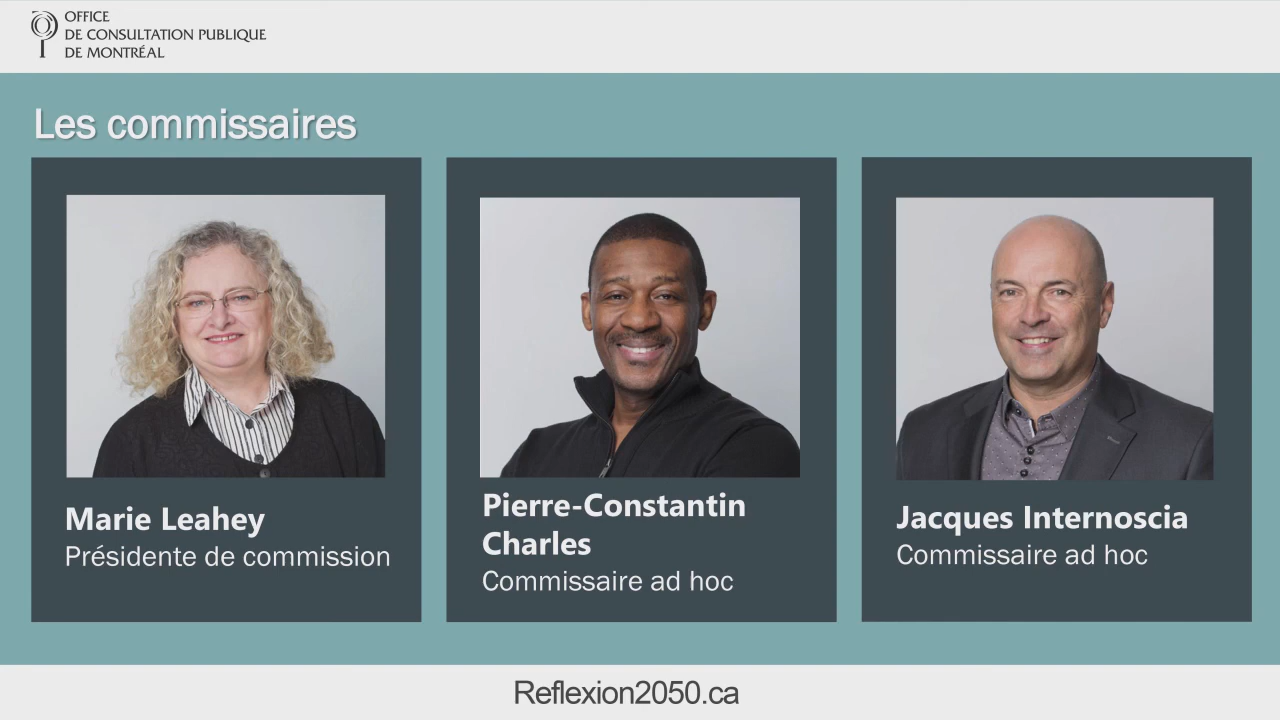 OFFICE
DE CONSULTATION PUBLIQUE
DE MONTRÉAL
Les commissaires
Marie Leahey
Présidente de commission
Pierre-Constantin
Charles
Commissaire ad hoc
Jacques Internoscia
Commissaire ad hoc
Reflexion2050.ca